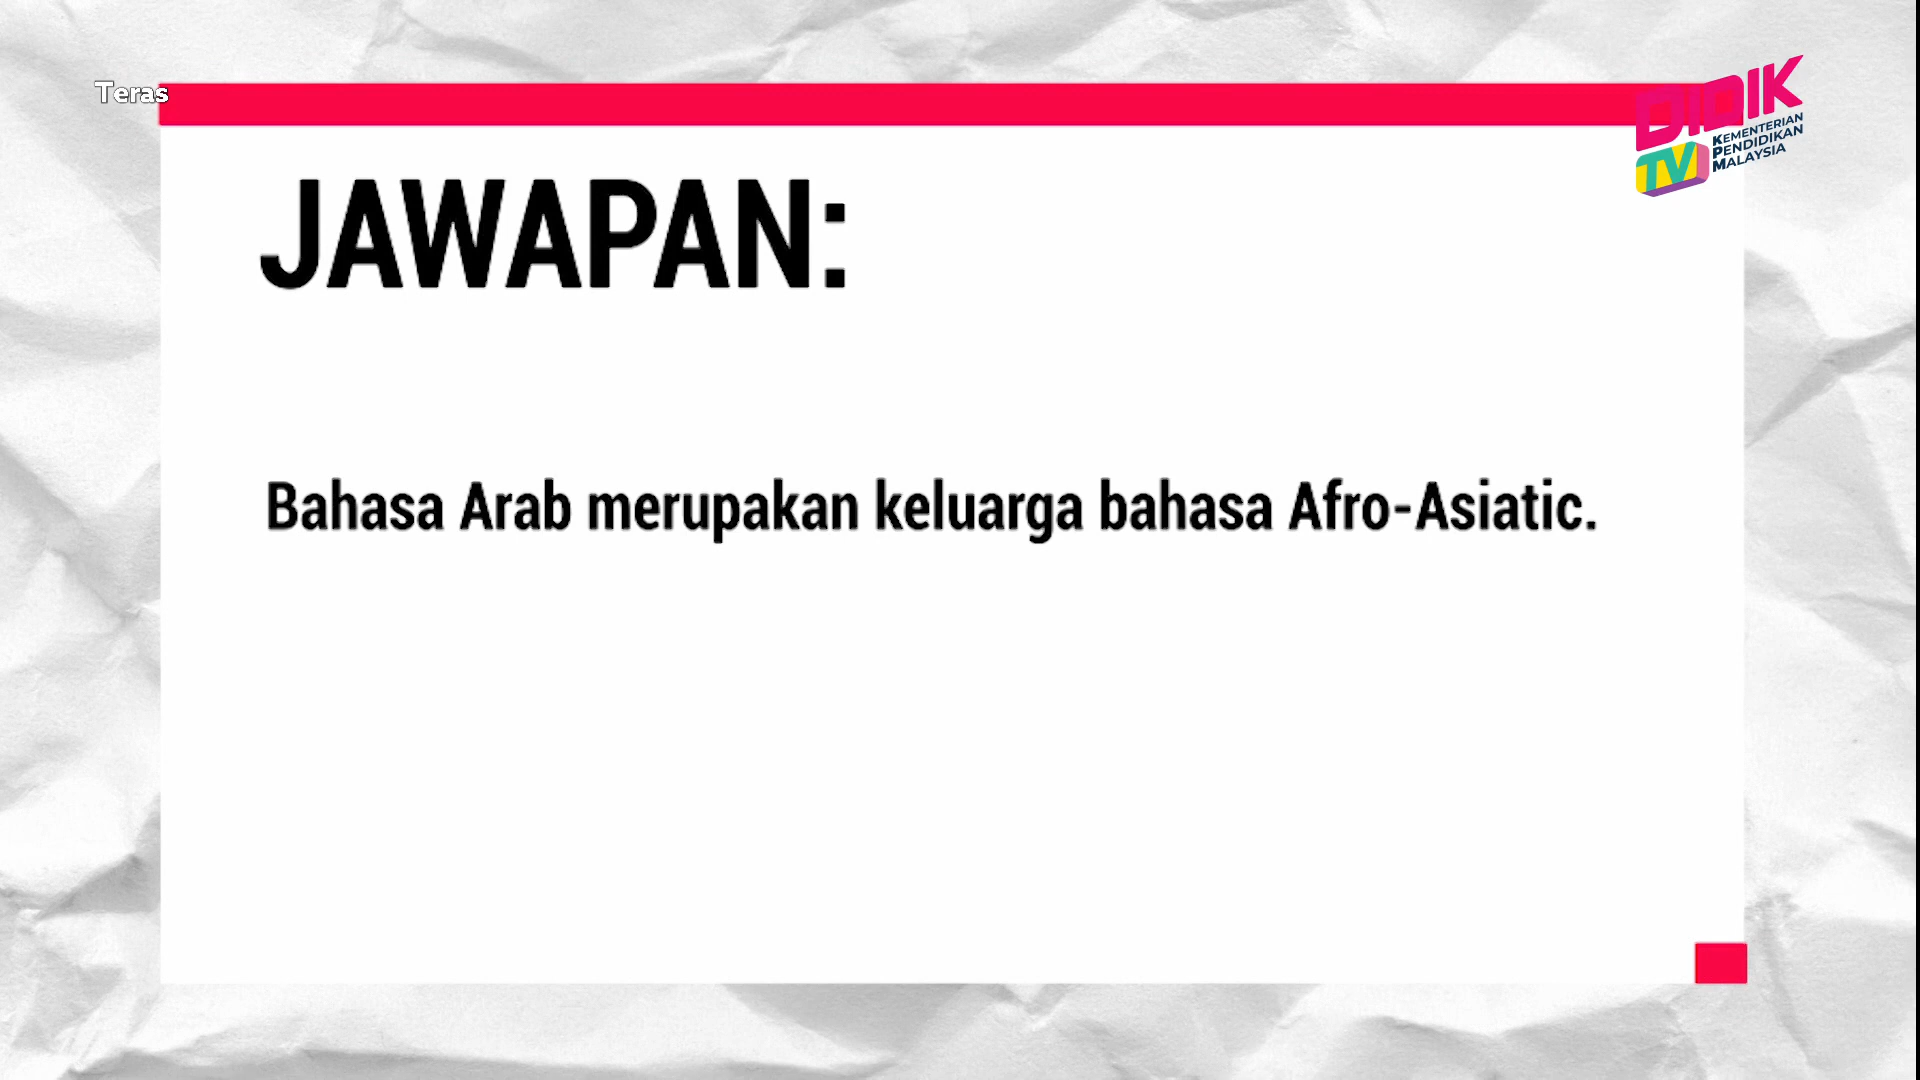 Teras
DIDIK
TV
KEMENTERIAN
PENDIDIKAN
MALAYSIA
JAWAPAN:
Bahasa Arab merupakan keluarga bahasa Afro-Asiatic.